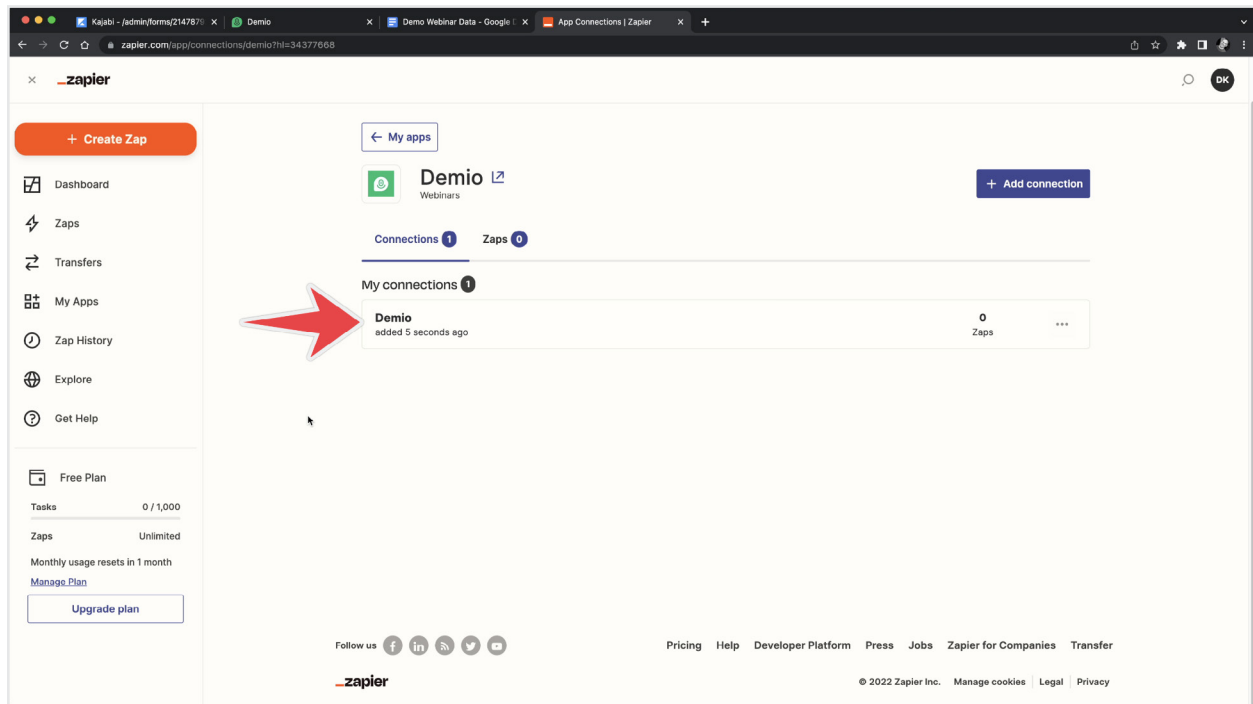 Kajabi - /admin/forms/2147879
Demio
Demo Webinar Data - Google D
App Connections | Zapier
zapier.com/app/connections/demio?hl=34377668
_zapier
DK
+ Create Zap
Dashboard
Zaps
Transfers
My Apps
Zap History
Explore
Get Help
Free Plan
Tasks 0 / 1,000
Zaps Unlimited
Monthly usage resets in 1 month
Manage Plan
Upgrade plan
← My apps
Demio
Webinars
+ Add connection
Connections 1 Zaps 0
My connections 1
Demio
added 5 seconds ago
0
Zaps
Follow us
Pricing Help Developer Platform Press Jobs Zapier for Companies Transfer
_zapier
© 2022 Zapier Inc. Manage cookies Legal Privacy